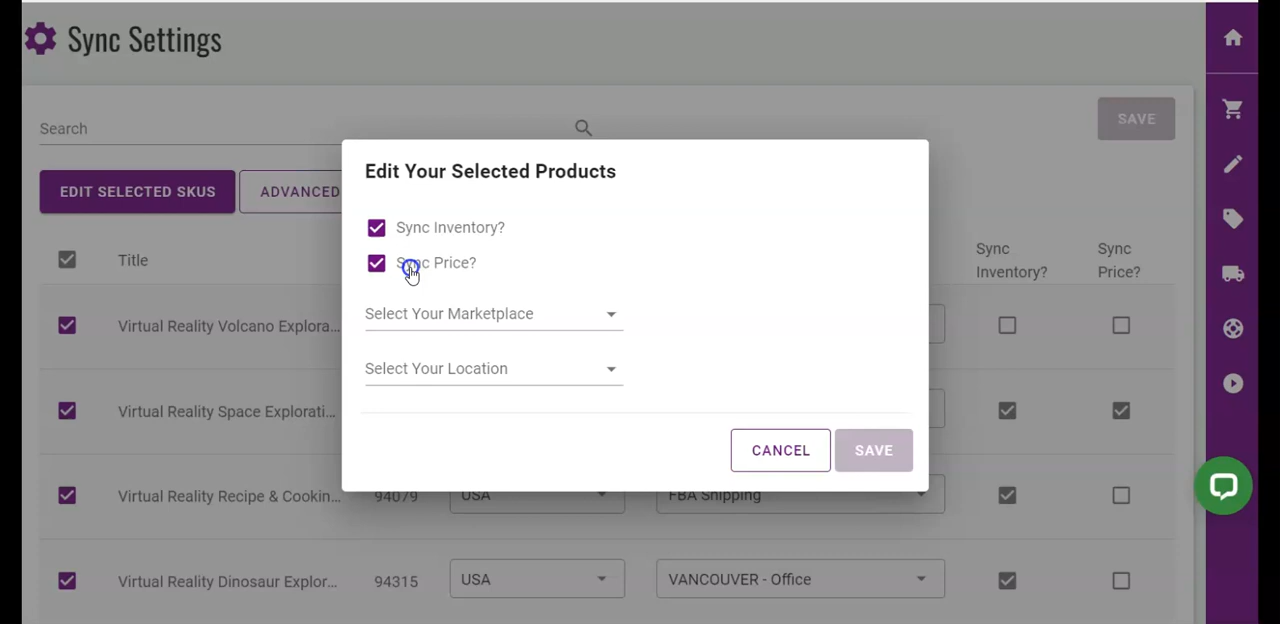 Sync Settings
Search
SAVE
EDIT SELECTED SKUS
ADVANCED
Title
Sync
Inventory?
Sync
Price?
Edit Your Selected Products
Sync Inventory?
Sync Price?
Select Your Marketplace
Select Your Location
CANCEL
SAVE
Virtual Reality Volcano Explora...
Virtual Reality Space Explorati...
Virtual Reality Recipe & Cookin... 94079 USA FBA Shipping
Virtual Reality Dinosaur Explor... 94315 USA VANCOUVER - Office